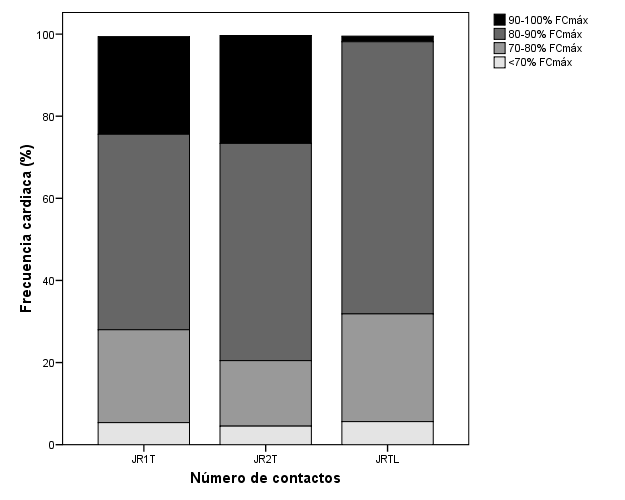 90-100% FCmáx
80-90% FCmáx
70-80% FCmáx
<70% FCmáx
Frecuencia cardiaca (%)
100
80
60
40
20
0
JR1T
JR2T
JRTL
Número de contactos